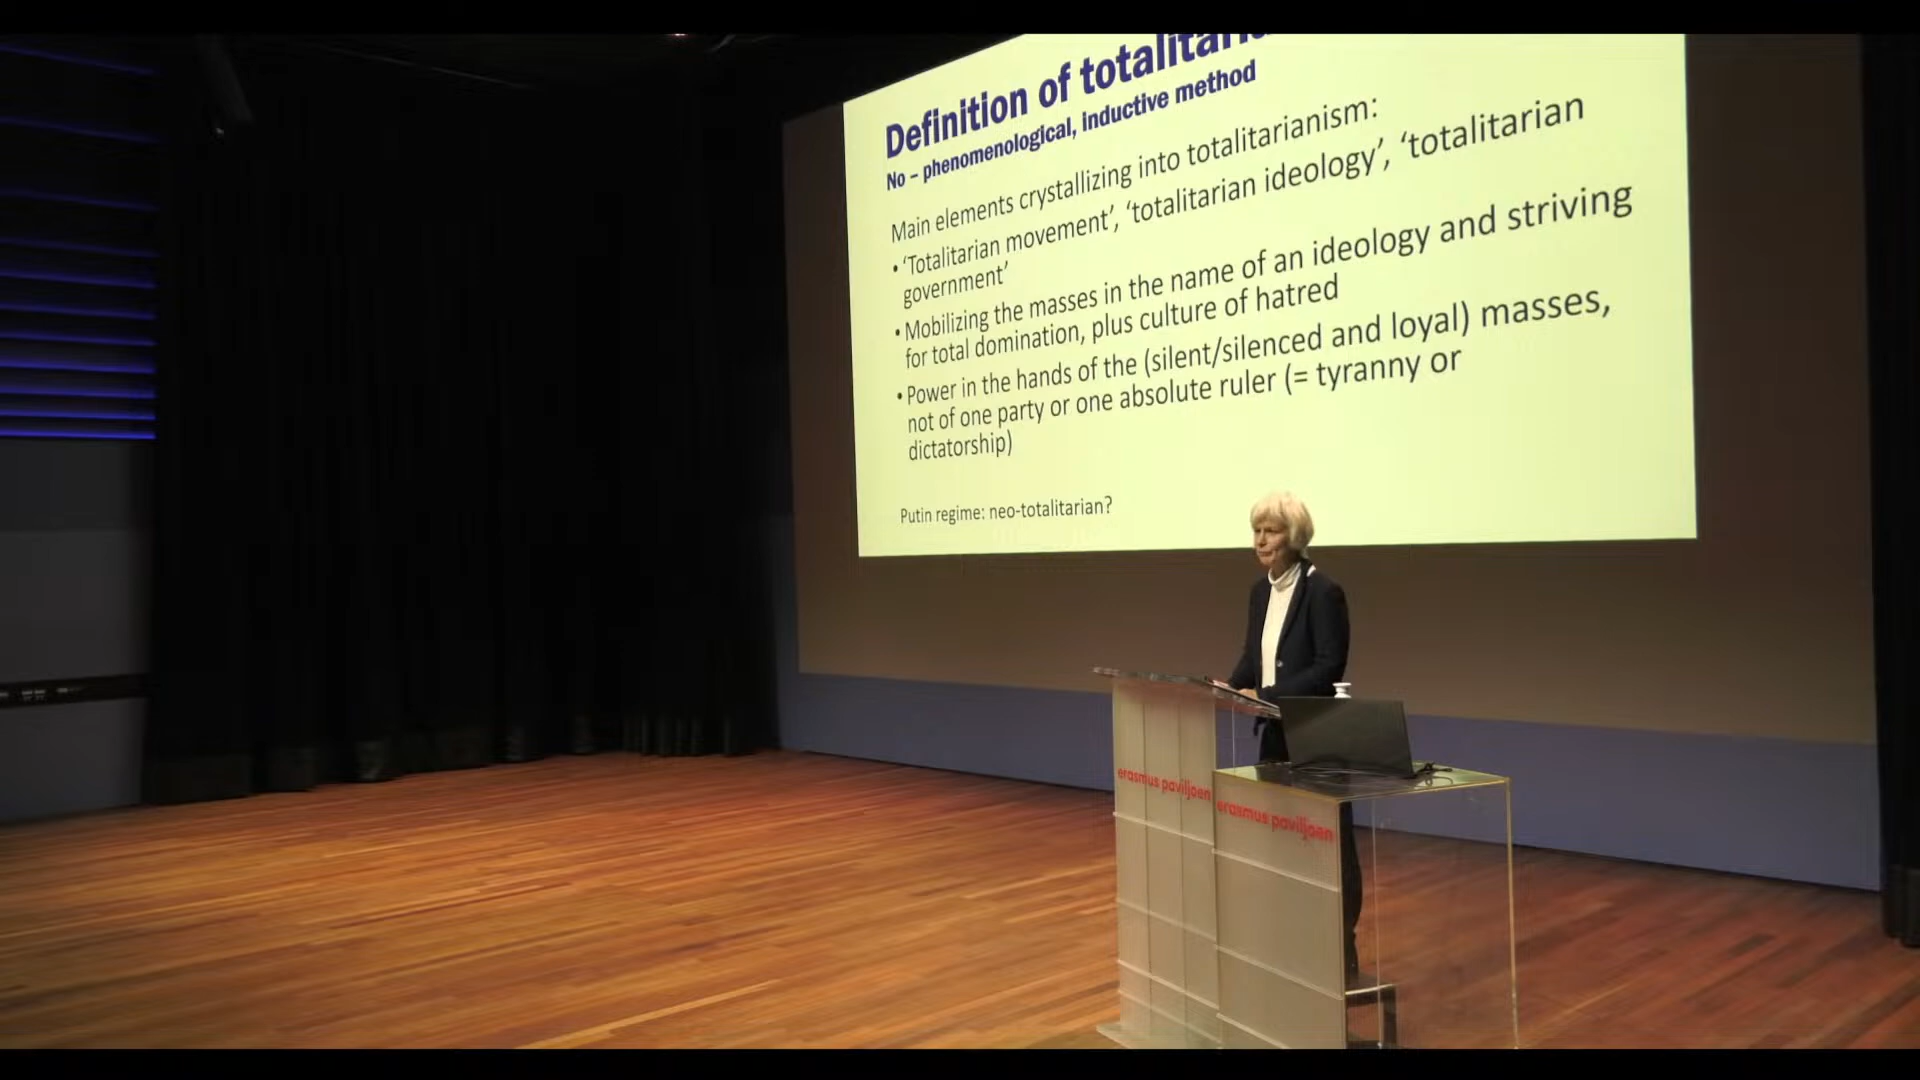 Definition of
No – phenomenological, inductive method
Main elements crystallizing into totalitarianism:
• ‘Totalitarian movement’, ‘totalitarian ideology’, ‘totalitarian
government’
• Mobilizing the masses in the name of an ideology and striving
for total domination, plus culture of hatred
• Power in the hands of the (silent/silenced and loyal) masses,
not of one party or one absolute ruler (= tyranny or
dictatorship)
Putin regime: neo-totalitarian?
erasmus paviljoen
erasmus paviljoen